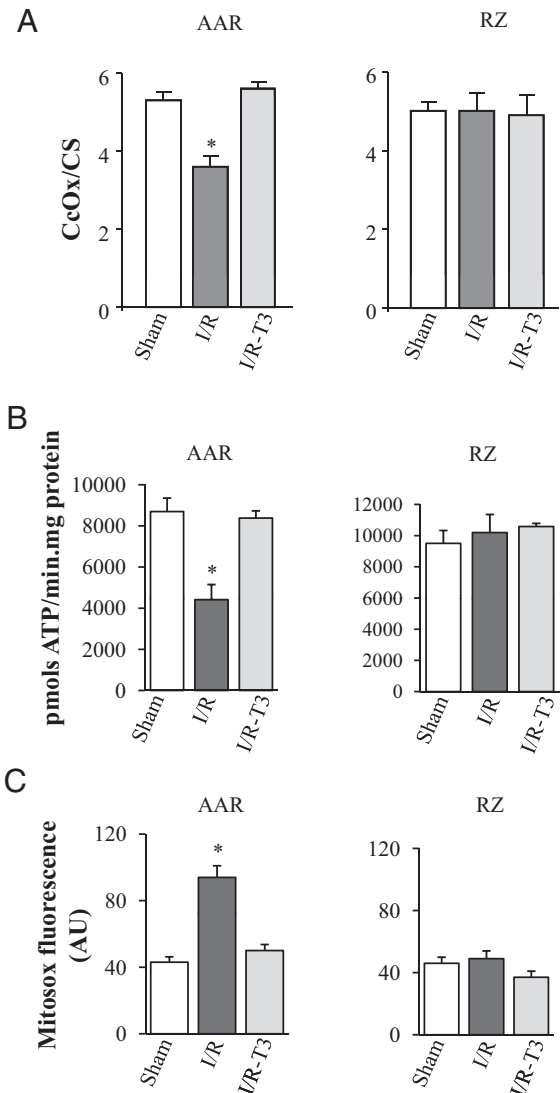 A
AAR
RZ
CcOx/CS
6
4
2
0
Sham
I/R
I/R-T3
*
6
4
2
0
Sham
I/R
I/R-T3
B
AAR
RZ
pmols ATP/min.mg protein
10000
8000
6000
4000
2000
0
Sham
I/R
I/R-T3
*
12000
10000
8000
6000
4000
2000
0
Sham
I/R
I/R-T3
C
AAR
RZ
Mitosox fluorescence
(AU)
120
80
40
0
Sham
I/R
I/R-T3
*
120
80
40
0
Sham
I/R
I/R-T3